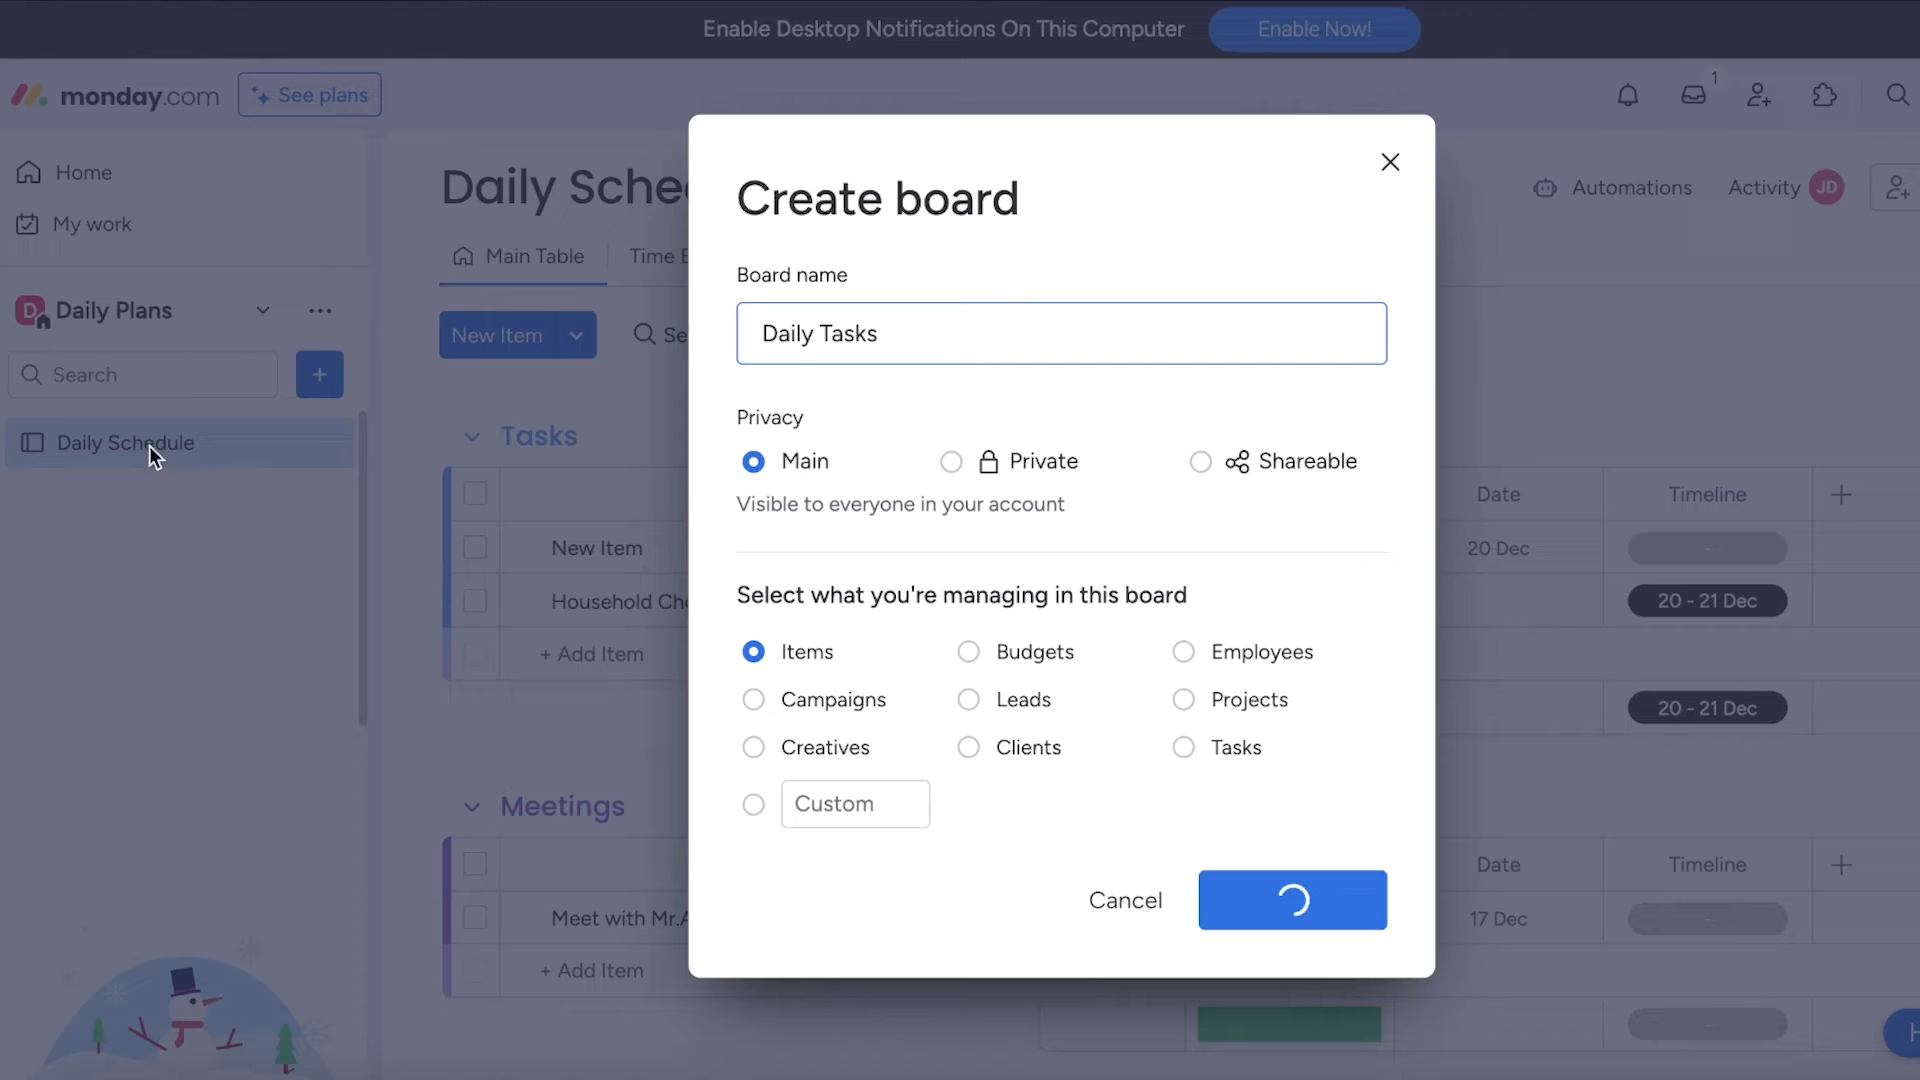 Enable Desktop Notifications On This Computer Enable Now!
monday.com See plans 1
Home
My work
Daily Plans
Search +
Daily Schedule
Daily Sche
Automations Activity JD
Main Table Time
New Item Se
Tasks
Date Timeline +
New Item 20 Dec -
Household Ch 20 - 21 Dec
+ Add Item
20 - 21 Dec
Meetings
Date Timeline +
Meet with Mr. 17 Dec -
+ Add Item
-
Create board
Board name
Daily Tasks
Privacy
Main Private Shareable
Visible to everyone in your account
Select what you're managing in this board
Items Budgets Employees
Campaigns Leads Projects
Creatives Clients Tasks
Custom
Cancel